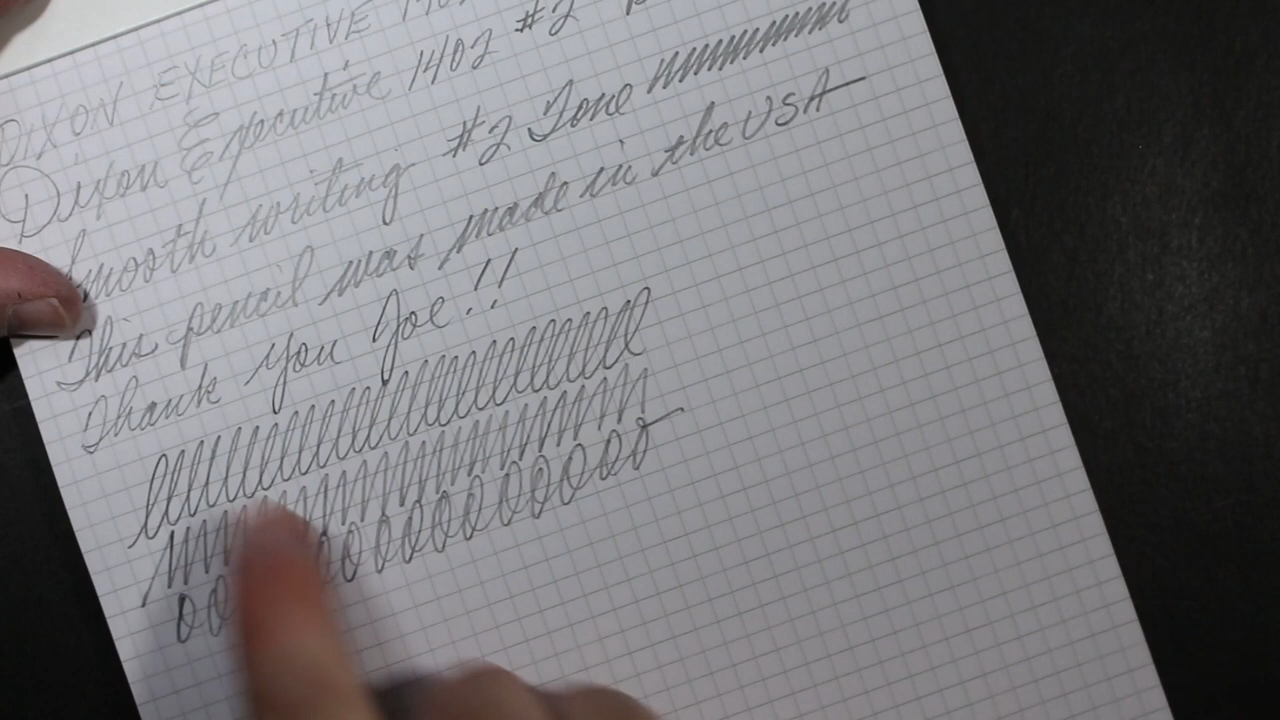 DIXON EXECUTIVE
Dixon Executive 1402 #2
Smooth writing #2 Tone
This pencil was made in the USA
Thank you Joe!!